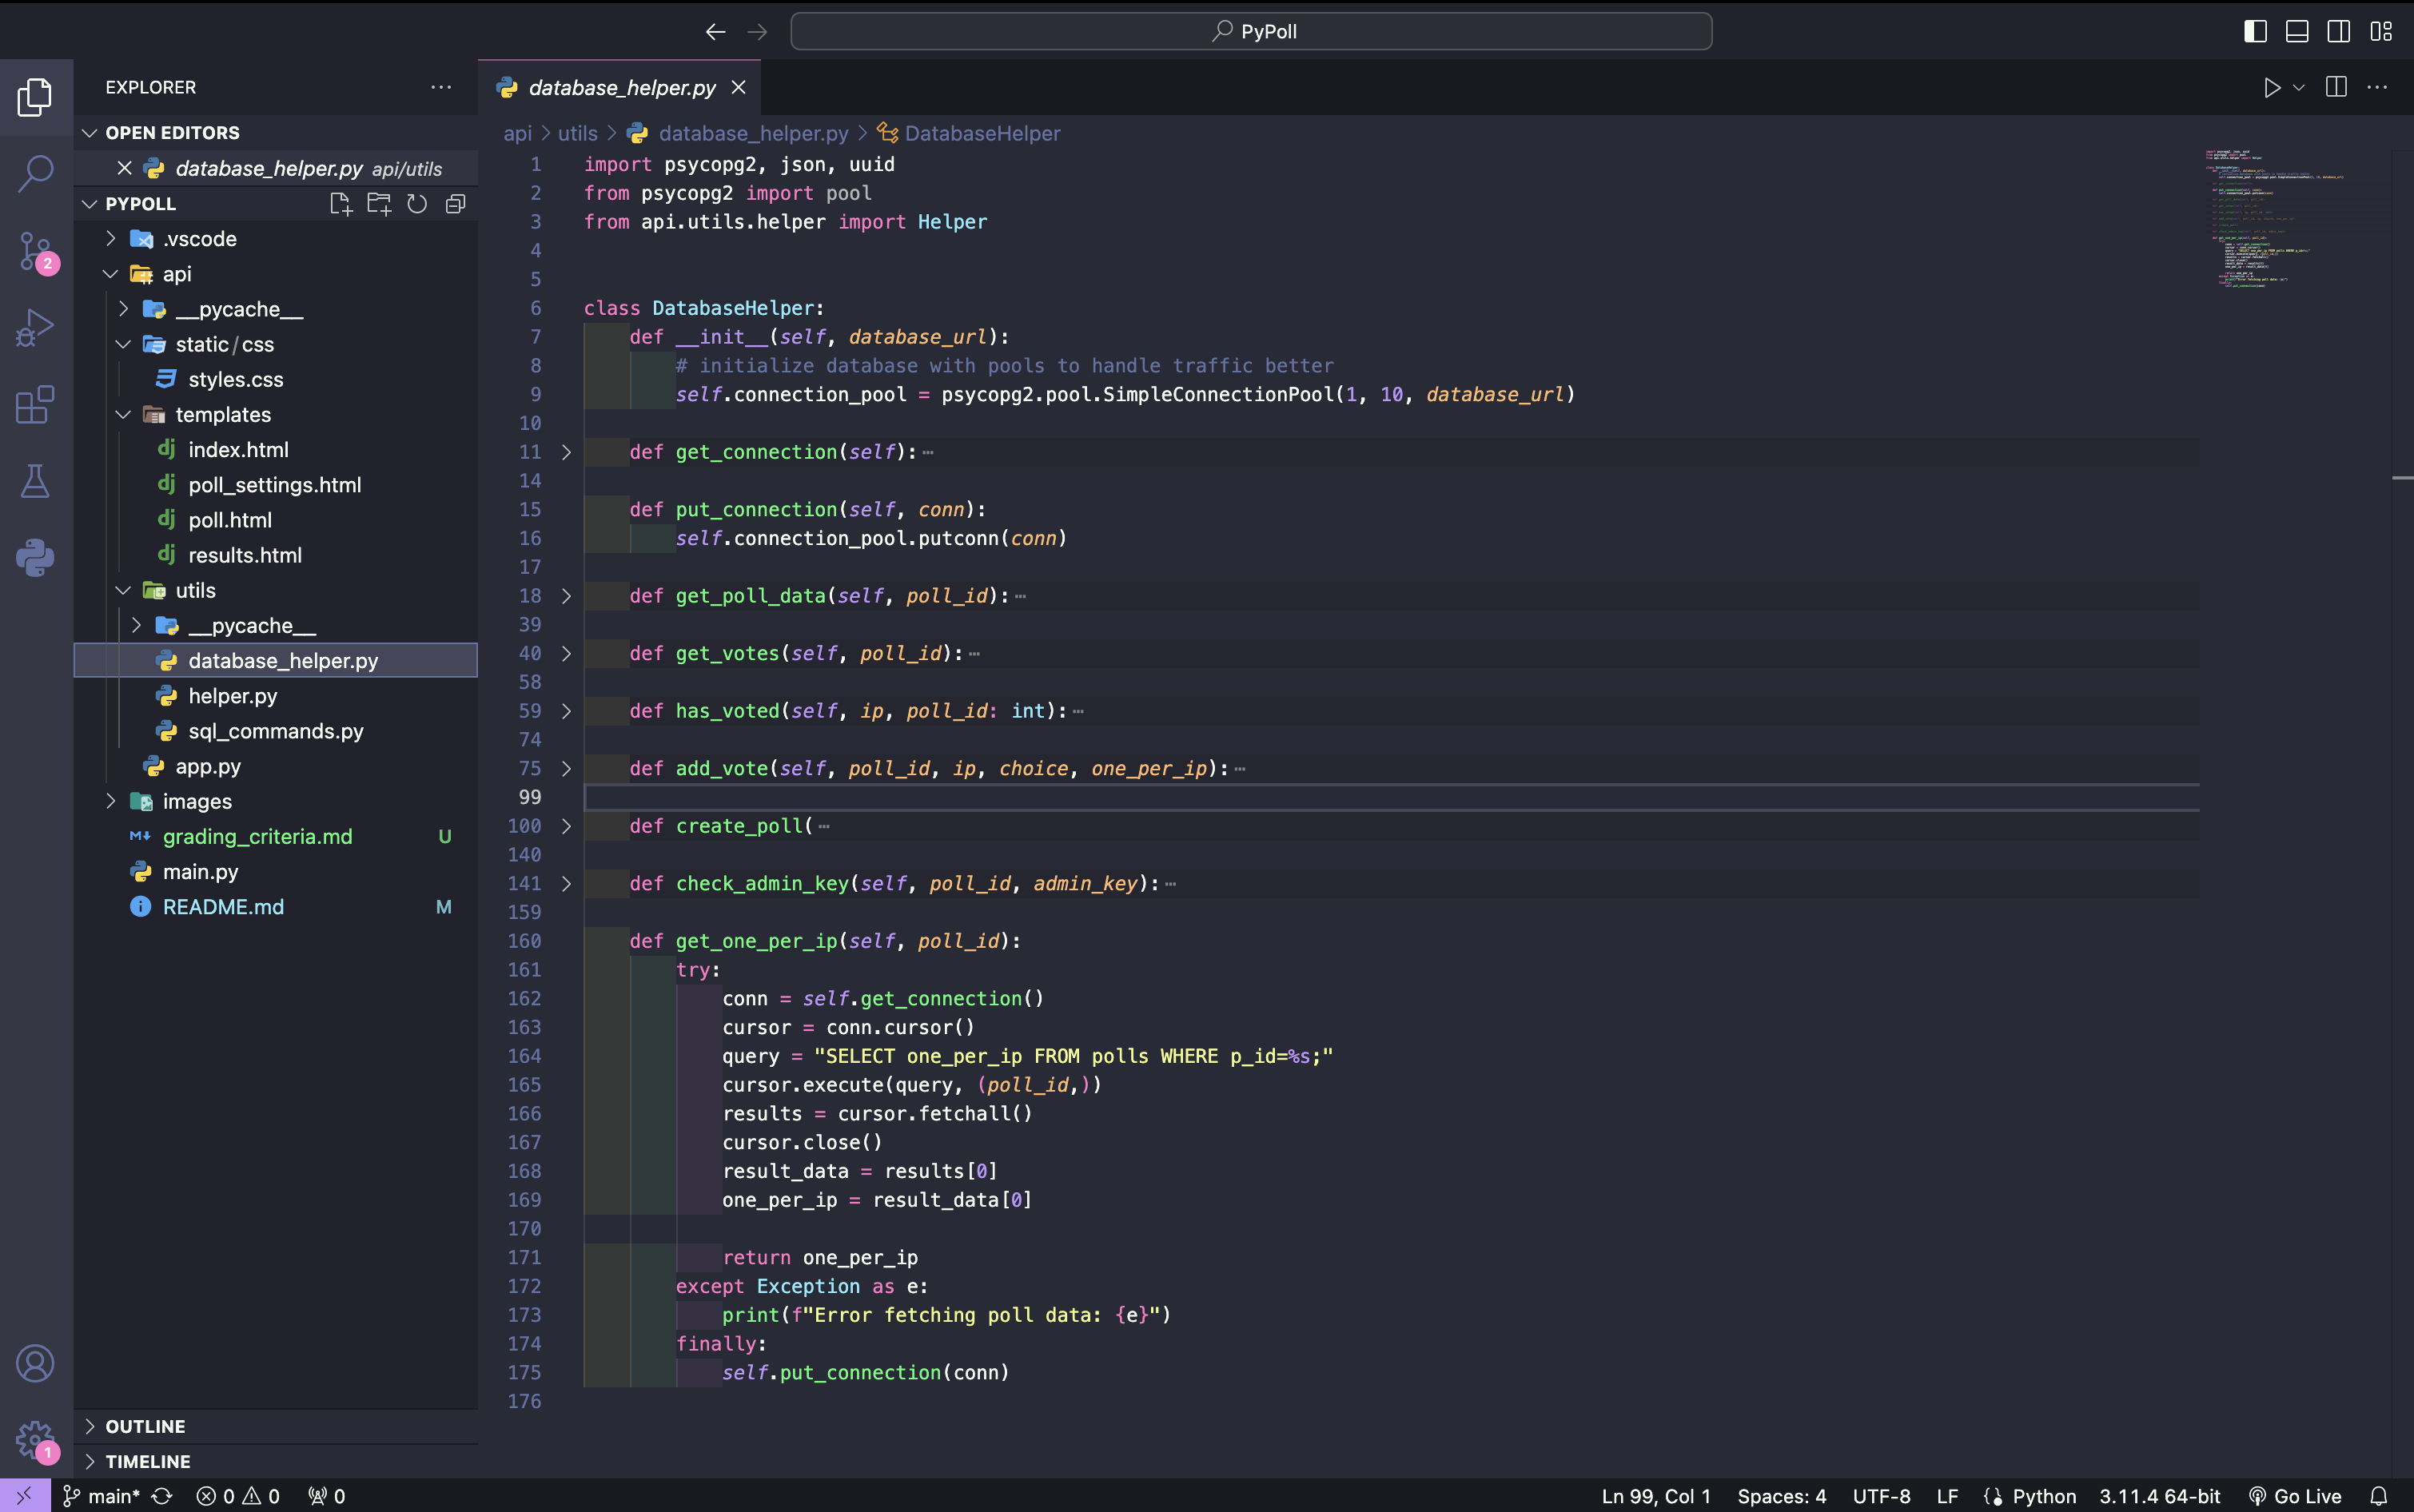 PyPoll
EXPLORER
OPEN EDITORS
database_helper.py api/utils
PYPOLL
.vscode
api
__pycache__
static/css
styles.css
templates
index.html
poll_settings.html
poll.html
results.html
utils
__pycache__
database_helper.py
helper.py
sql_commands.py
app.py
images
grading_criteria.md U
main.py
README.md M
OUTLINE
TIMELINE
2
1
database_helper.py
api > utils > database_helper.py > DatabaseHelper
1 import psycopg2, json, uuid
2 from psycopg2 import pool
3 from api.utils.helper import Helper
4
5
6 class DatabaseHelper:
7 def __init__(self, database_url):
8 # initialize database with pools to handle traffic better
9 self.connection_pool = psycopg2.pool.SimpleConnectionPool(1, 10, database_url)
10
11 def get_connection(self):⋯
14
15 def put_connection(self, conn):
16 self.connection_pool.putconn(conn)
17
18 def get_poll_data(self, poll_id):⋯
39
40 def get_votes(self, poll_id):⋯
58
59 def has_voted(self, ip, poll_id: int):⋯
74
75 def add_vote(self, poll_id, ip, choice, one_per_ip):⋯
99
100 def create_poll(⋯
140
141 def check_admin_key(self, poll_id, admin_key):⋯
159
160 def get_one_per_ip(self, poll_id):
161 try:
162 conn = self.get_connection()
163 cursor = conn.cursor()
164 query = "SELECT one_per_ip FROM polls WHERE p_id=%s;"
165 cursor.execute(query, (poll_id,))
166 results = cursor.fetchall()
167 cursor.close()
168 result_data = results[0]
169 one_per_ip = result_data[0]
170
171 return one_per_ip
172 except Exception as e:
173 print(f"Error fetching poll data: {e}")
174 finally:
175 self.put_connection(conn)
176
main* 0 0 0 Ln 99, Col 1 Spaces: 4 UTF-8 LF Python 3.11.4 64-bit Go Live